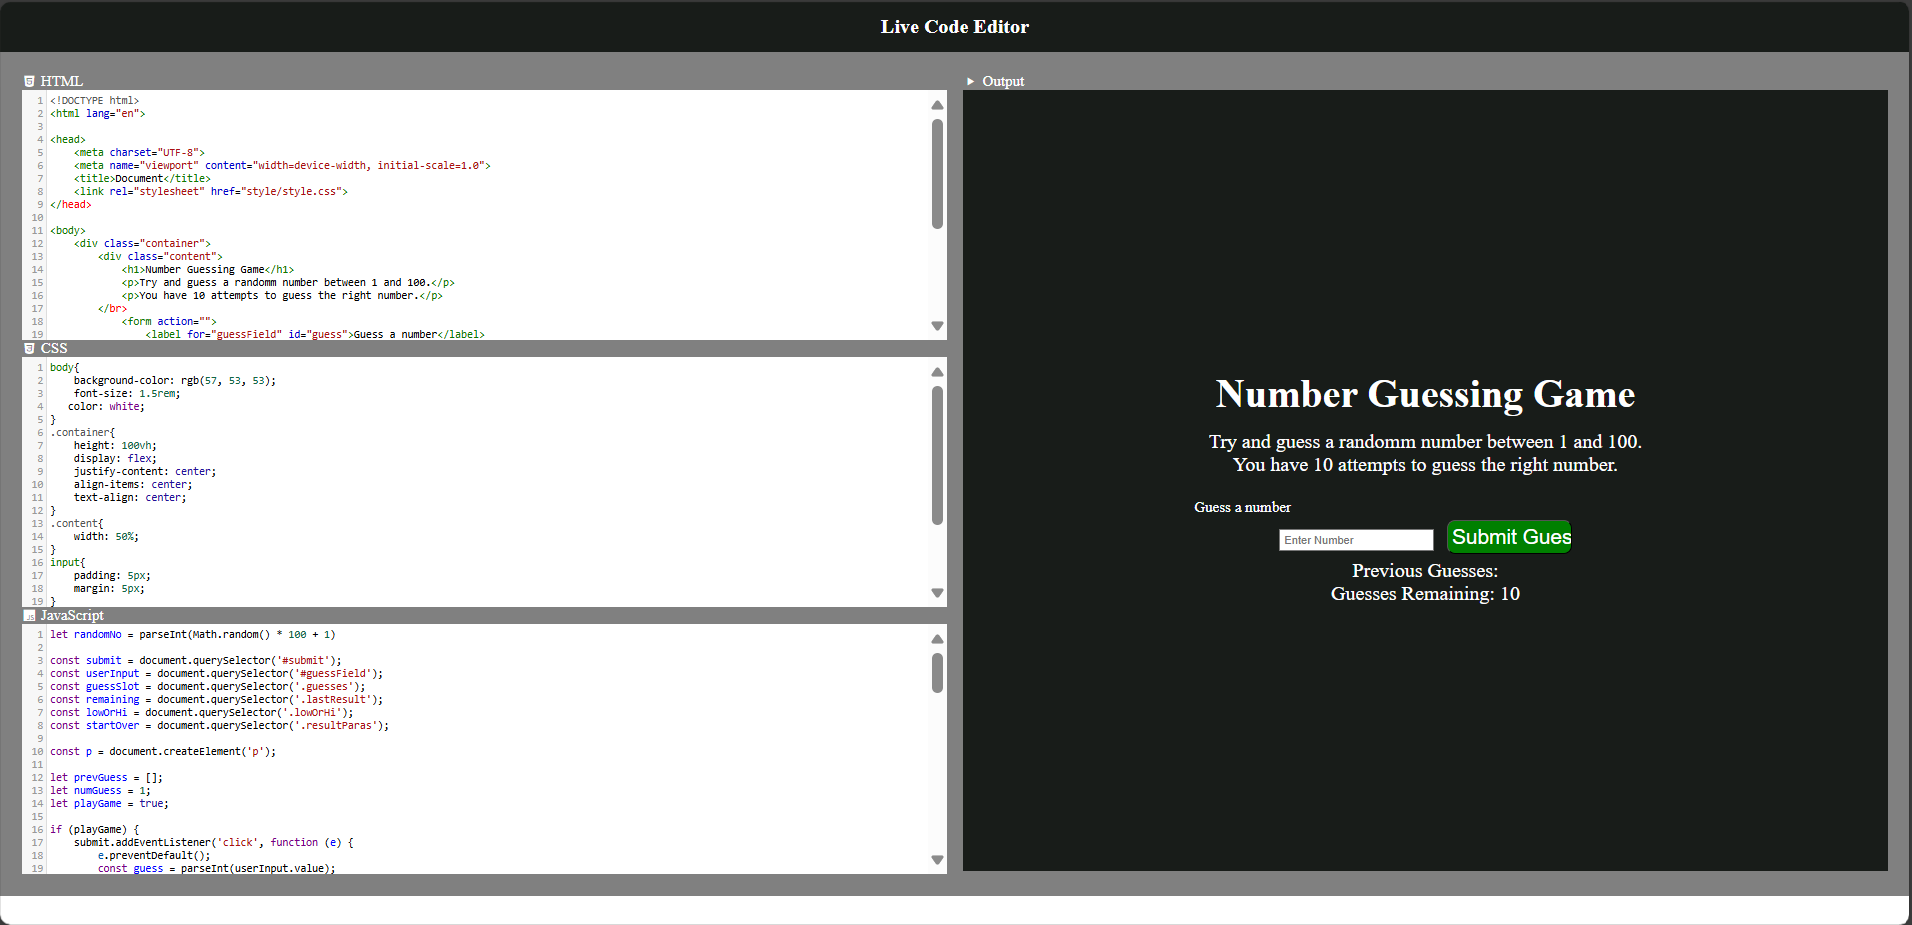 Live Code Editor
HTML
1 <!DOCTYPE html>
2 <html lang="en">
3
4 <head>
5     <meta charset="UTF-8">
6     <meta name="viewport" content="width=device-width, initial-scale=1.0">
7     <title>Document</title>
8     <link rel="stylesheet" href="style/style.css">
9 </head>
10
11 <body>
12     <div class="container">
13         <div class="content">
14             <h1>Number Guessing Game</h1>
15             <p>Try and guess a randomm number between 1 and 100.</p>
16             <p>You have 10 attempts to guess the right number.</p>
17         </br>
18             <form action="">
19                 <label for="guessField" id="guess">Guess a number</label>
CSS
1 body{
2     background-color: rgb(57, 53, 53);
3     font-size: 1.5rem;
4    color: white;
5 }
6 .container{
7     height: 100vh;
8     display: flex;
9     justify-content: center;
10     align-items: center;
11     text-align: center;
12 }
13 .content{
14     width: 50%;
15 }
16 input{
17     padding: 5px;
18     margin: 5px;
19 }
JavaScript
1 let randomNo = parseInt(Math.random() * 100 + 1)
2
3 const submit = document.querySelector('#submit');
4 const userInput = document.querySelector('#guessField');
5 const guessSlot = document.querySelector('.guesses');
6 const remaining = document.querySelector('.lastResult');
7 const lowOrHi = document.querySelector('.lowOrHi');
8 const startOver = document.querySelector('.resultParas');
9
10 const p = document.createElement('p');
11
12 let prevGuess = [];
13 let numGuess = 1;
14 let playGame = true;
15
16 if (playGame) {
17     submit.addEventListener('click', function (e) {
18         e.preventDefault();
19         const guess = parseInt(userInput.value);
Output
Number Guessing Game
Try and guess a randomm number between 1 and 100.
You have 10 attempts to guess the right number.
Guess a number
Enter Number
Submit Gues
Previous Guesses:
Guesses Remaining: 10